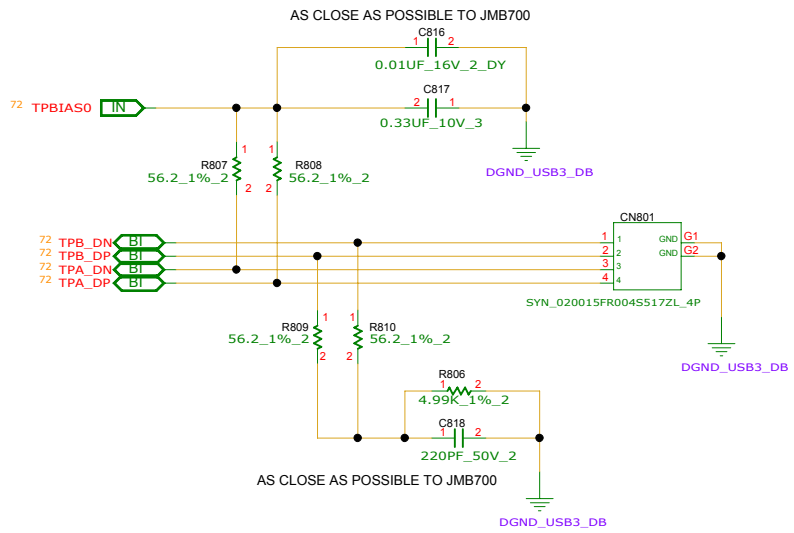 AS CLOSE AS POSSIBLE TO JMB700
C816
1 2
0.01UF_16V_2_DY
C817
72 TPBIAS0 IN
2 1
0.33UF_10V_3
DGND_USB3_DB
1 1
R807 R808
56.2_1%_2 56.2_1%_2
2 2
CN801
72 TPB_DN BI 1 1 GND G1
72 TPB_DP BI 2 2 GND G2
72 TPA_DN BI 3 3
72 TPA_DP BI 4 4
SYN_020015FR004S517ZL_4P
1 1
R809 R810
56.2_1%_2 56.2_1%_2
2 2
DGND_USB3_DB
R806
1 2
4.99K_1%_2
C818
1 2
220PF_50V_2
AS CLOSE AS POSSIBLE TO JMB700
DGND_USB3_DB